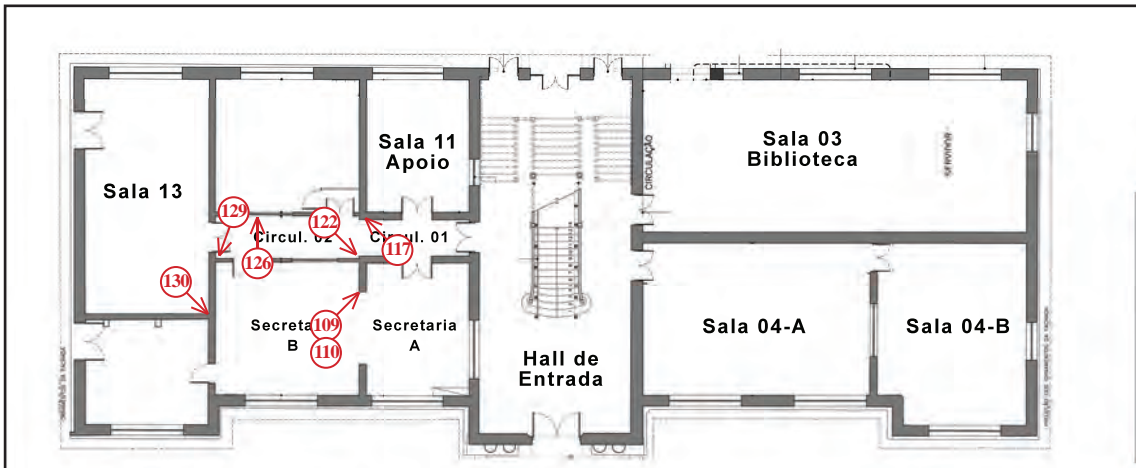 Sala 11
Apoio
Sala 03
Biblioteca
SERVIDOR
CIRCULAÇÃO
Sala 13
129
122
Circul. 02
Circul. 01
117
126
130
Secreta
B
109
110
Secretaria
A
Hall de
Entrada
Sala 04-A
Sala 04-B